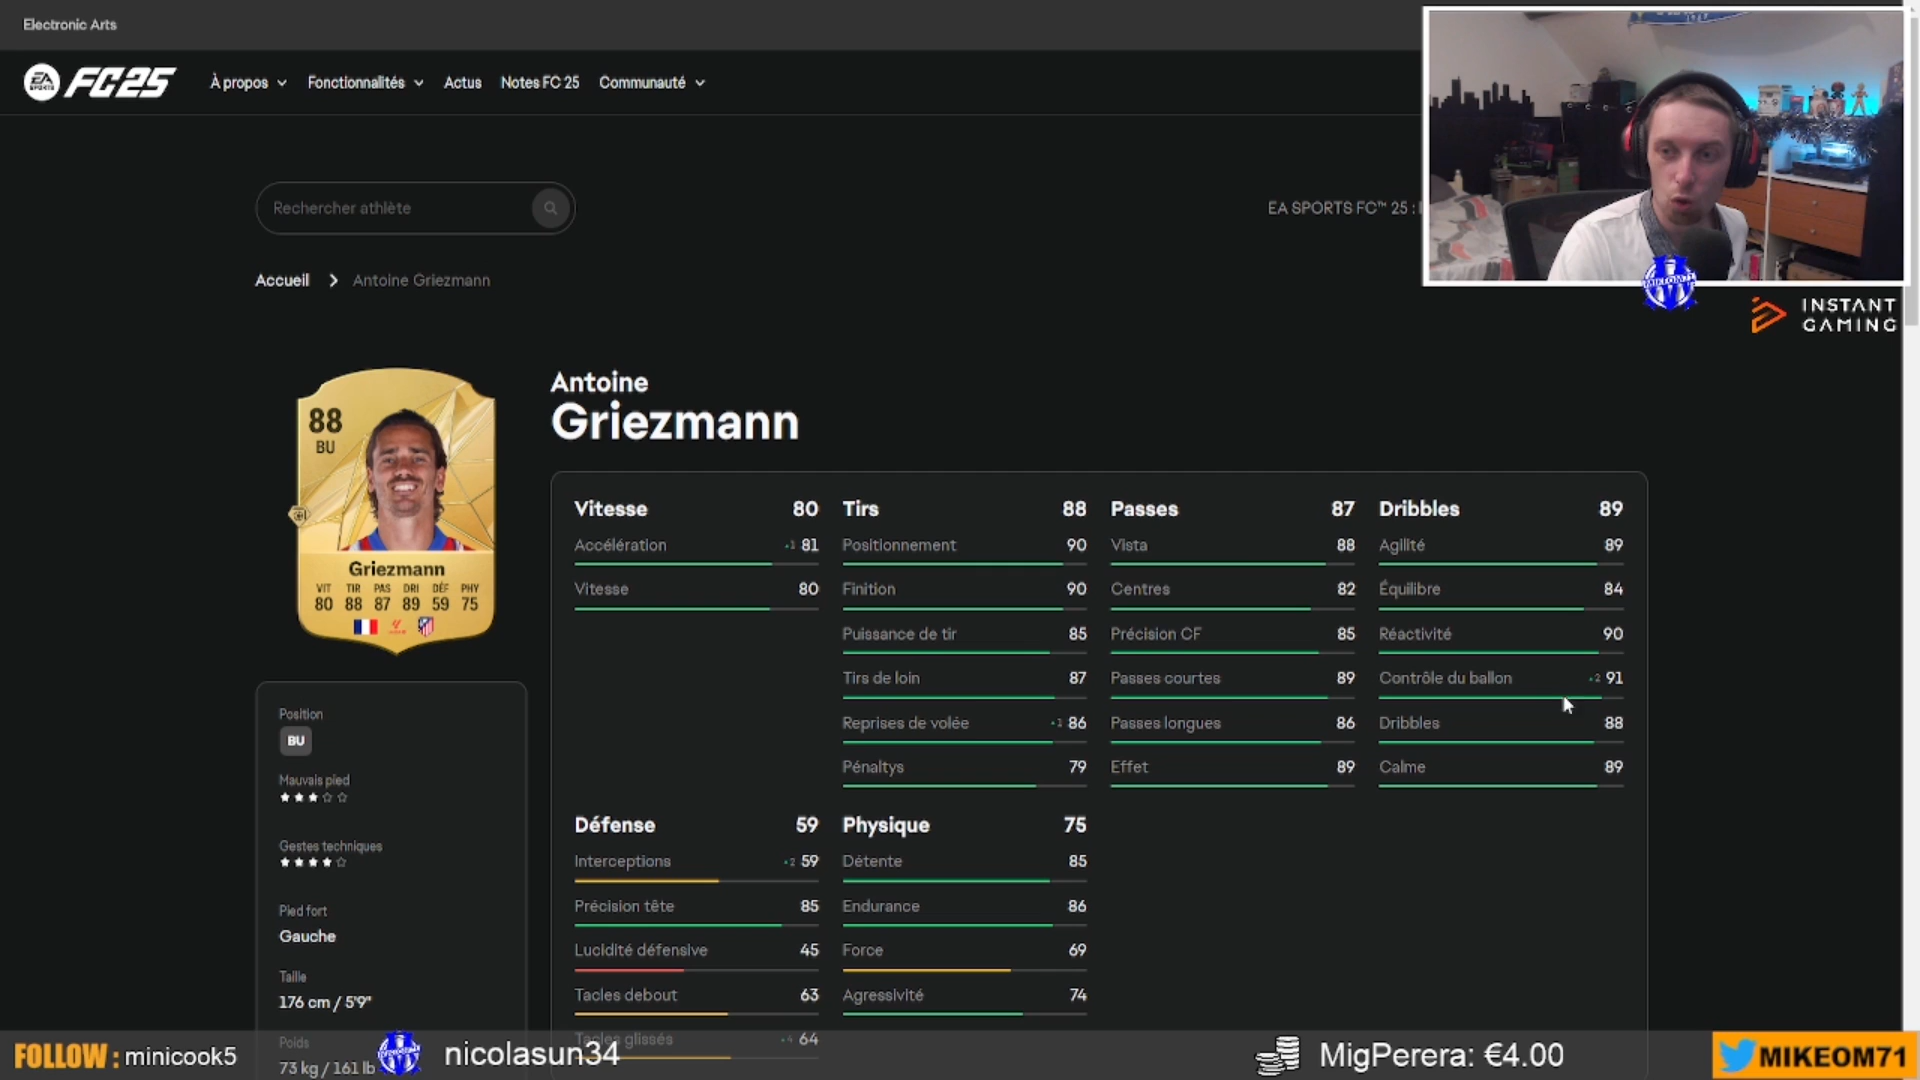 Electronic Arts
EA SPORTS FC25
À propos
Fonctionnalités
Actus
Notes FC 25
Communauté
Rechercher athlète
EA SPORTS FC™ 25 :
Accueil
Antoine Griezmann
INSTANT
GAMING
Antoine
Griezmann
88
BU
Griezmann
VIT TIR PAS DRI DÉF PHY
80 88 87 89 59 75
Vitesse 80
Accélération +1 81
Vitesse 80
Tirs 88
Positionnement 90
Finition 90
Puissance de tir 85
Tirs de loin 87
Reprises de volée +1 86
Pénaltys 79
Passes 87
Vista 88
Centres 82
Précision CF 85
Passes courtes 89
Passes longues 86
Effet 89
Dribbles 89
Agilité 89
Équilibre 84
Réactivité 90
Contrôle du ballon +2 91
Dribbles 88
Calme 89
Défense 59
Interceptions +2 59
Précision tête 85
Lucidité défensive 45
Tacles debout 63
Tacles glissés +4 64
Physique 75
Détente 85
Endurance 86
Force 69
Agressivité 74
Position
BU
Mauvais pied
Gestes techniques
Pied fort
Gauche
Taille
176 cm / 5'9"
Poids
73 kg / 161 lb
FOLLOW : minicook5
nicolasun34
MigPerera: €4.00
MIKEOM71